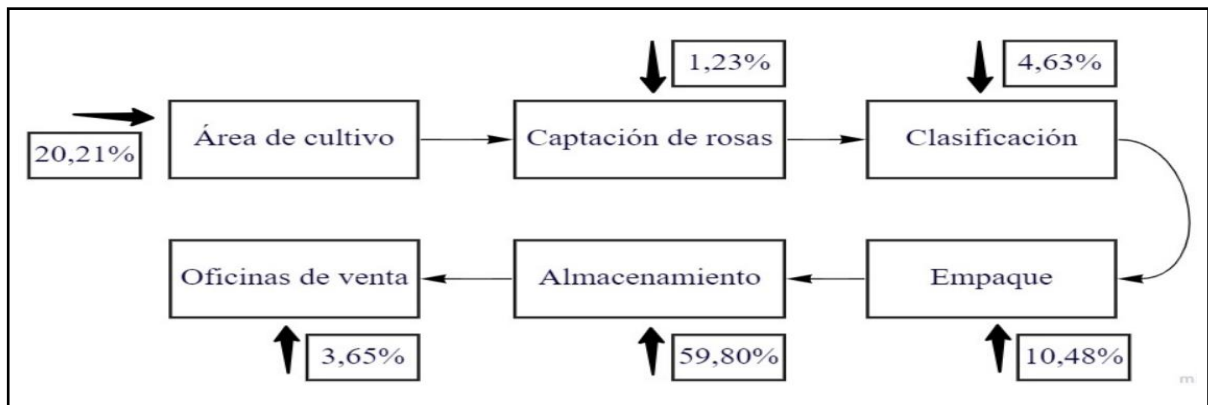 1,23%
4,63%
20,21%
Área de cultivo
Captación de rosas
Clasificación
Oficinas de venta
Almacenamiento
Empaque
3,65%
59,80%
10,48%
m